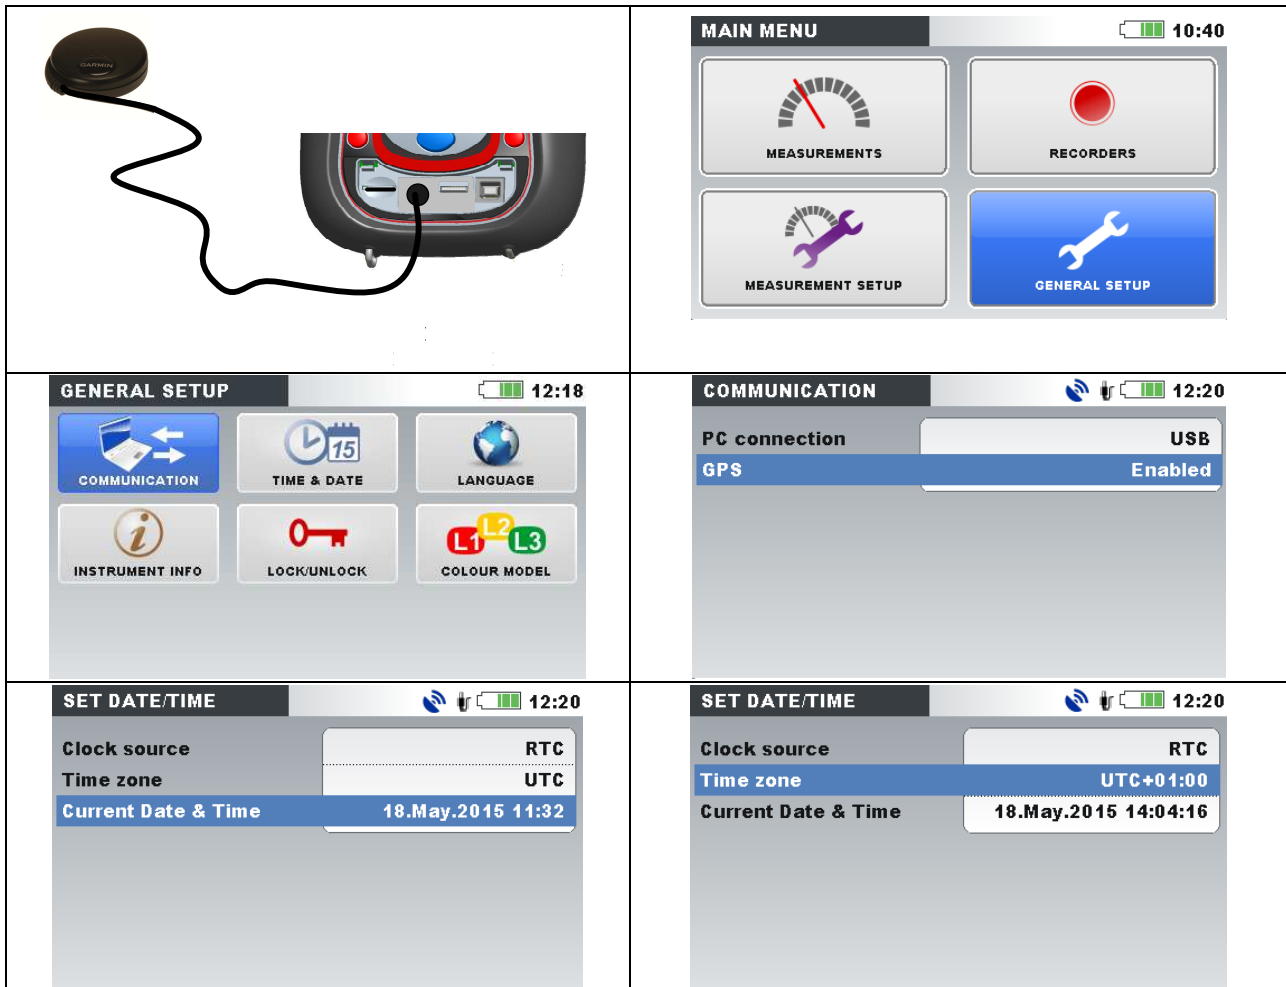 GARMIN
MAIN MENU 10:40
MEASUREMENTS RECORDERS
MEASUREMENT SETUP GENERAL SETUP
GENERAL SETUP 12:18
15
COMMUNICATION TIME & DATE LANGUAGE
i L1 L2 L3
INSTRUMENT INFO LOCK/UNLOCK COLOUR MODEL
COMMUNICATION 12:20
PC connection USB
GPS Enabled
SET DATE/TIME 12:20
Clock source RTC
Time zone UTC
Current Date & Time 18.May.2015 11:32
SET DATE/TIME 12:20
Clock source RTC
Time zone UTC+01:00
Current Date & Time 18.May.2015 14:04:16